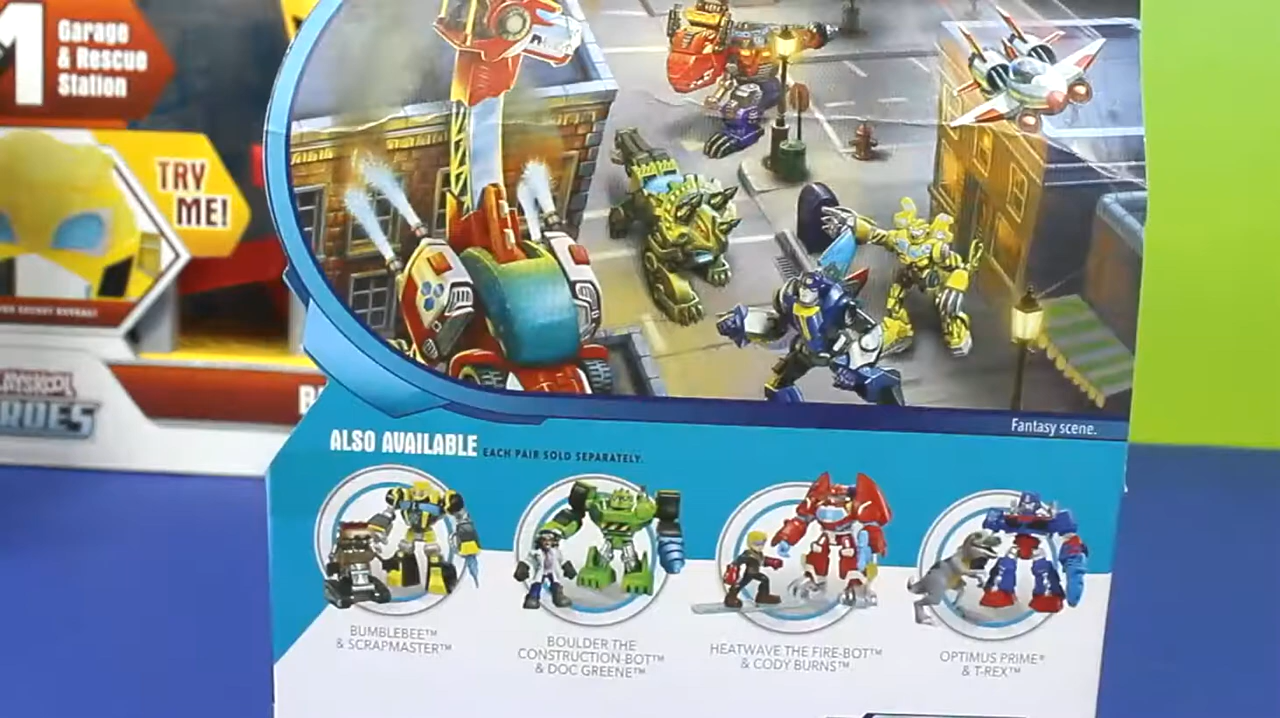 1
Garage
& Rescue
Station
TRY
ME!
Fantasy scene.
ALSO AVAILABLE EACH PAIR SOLD SEPARATELY.
BUMBLEBEE™
& SCRAPMASTER™
BOULDER THE
CONSTRUCTION-BOT™
& DOC GREENE™
HEATWAVE THE FIRE-BOT™
& CODY BURNS™
OPTIMUS PRIME®
& T-REX™